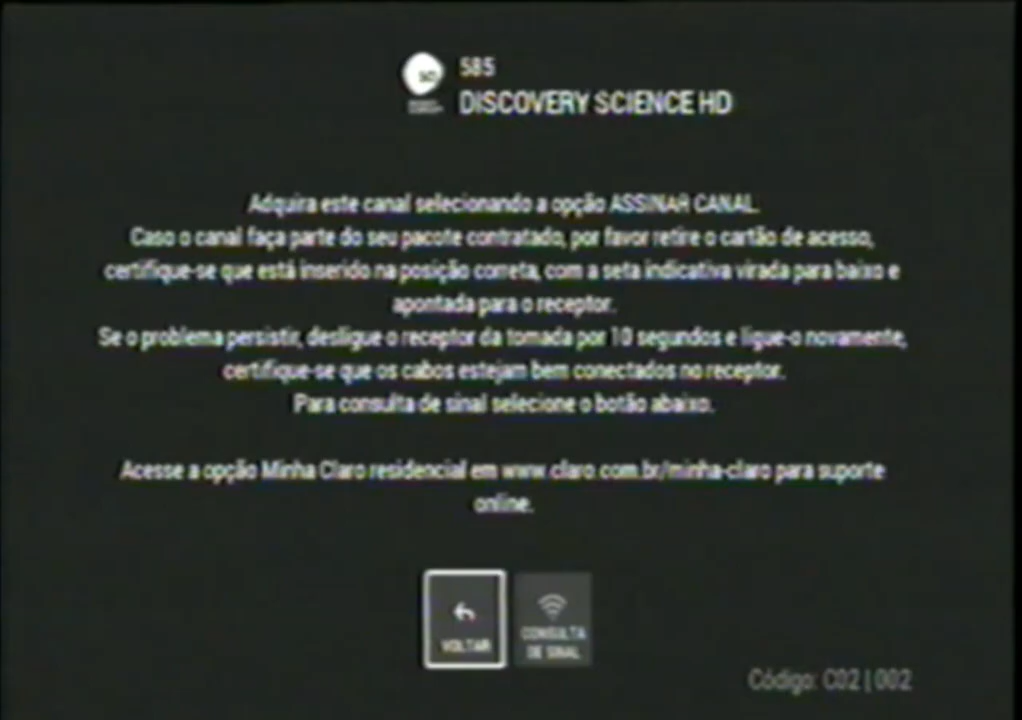 585
DISCOVERY SCIENCE HD
Adquira este canal selecionando a opção ASSINAR CANAL.
Caso o canal faça parte do seu pacote contratado, por favor retire o cartão de acesso,
certifique-se que está inserido na posição correta, com a seta indicativa virada para baixo e
apontada para o receptor.
Se o problema persistir, desligue o receptor da tomada por 10 segundos e ligue-o novamente,
certifique-se que os cabos estejam bem conectados no receptor.
Para consulta de sinal selecione o botão abaixo.
Acesse a opção Minha Claro residencial em www.claro.com.br/minha-claro para suporte
online.
VOLTAR
CONSULTA
DE SINAL
Código: C02 | 002